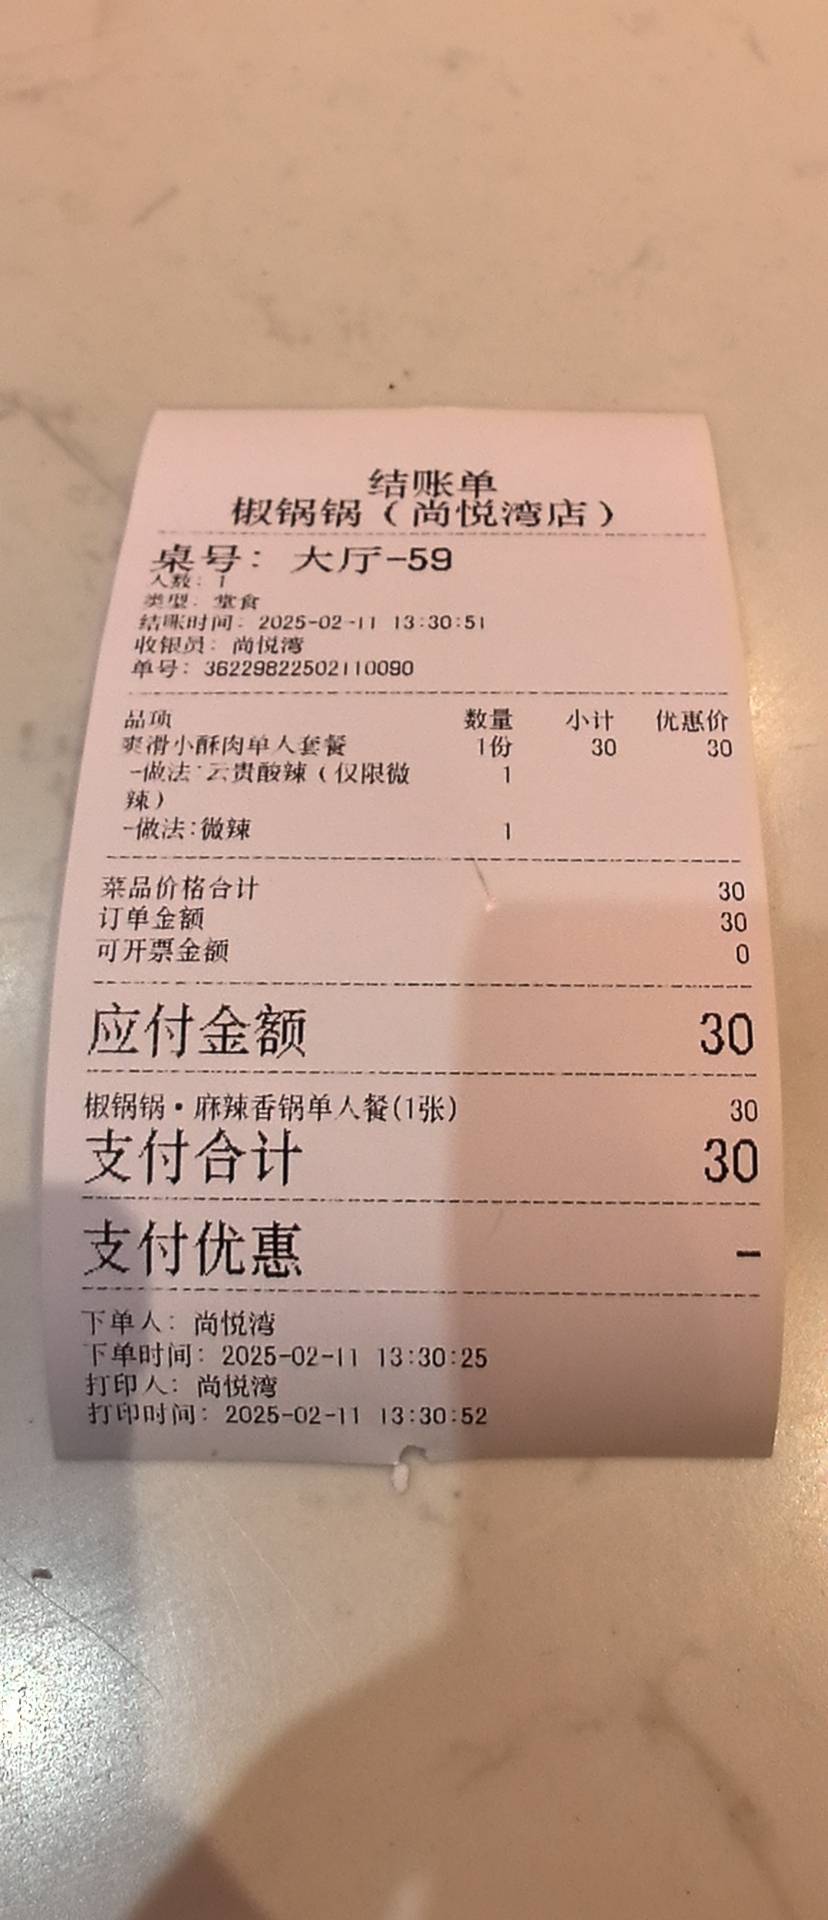 结账单
椒锅锅（尚悦湾店）
桌号：大厅-59
人数：1
类型：堂食
结账时间：2025-02-11 13:30:51
收银员：尚悦湾
单号：36229822502110090
品项 数量 小计 优惠价
爽滑小酥肉单人套餐 1份 30 30
-做法:云贵酸辣（仅限微 1
辣）
-做法:微辣 1
菜品价格合计 30
订单金额 30
可开票金额 0
应付金额 30
椒锅锅·麻辣香锅单人餐(1张) 30
支付合计 30
支付优惠 -
下单人：尚悦湾
下单时间：2025-02-11 13:30:25
打印人：尚悦湾
打印时间：2025-02-11 13:30:52